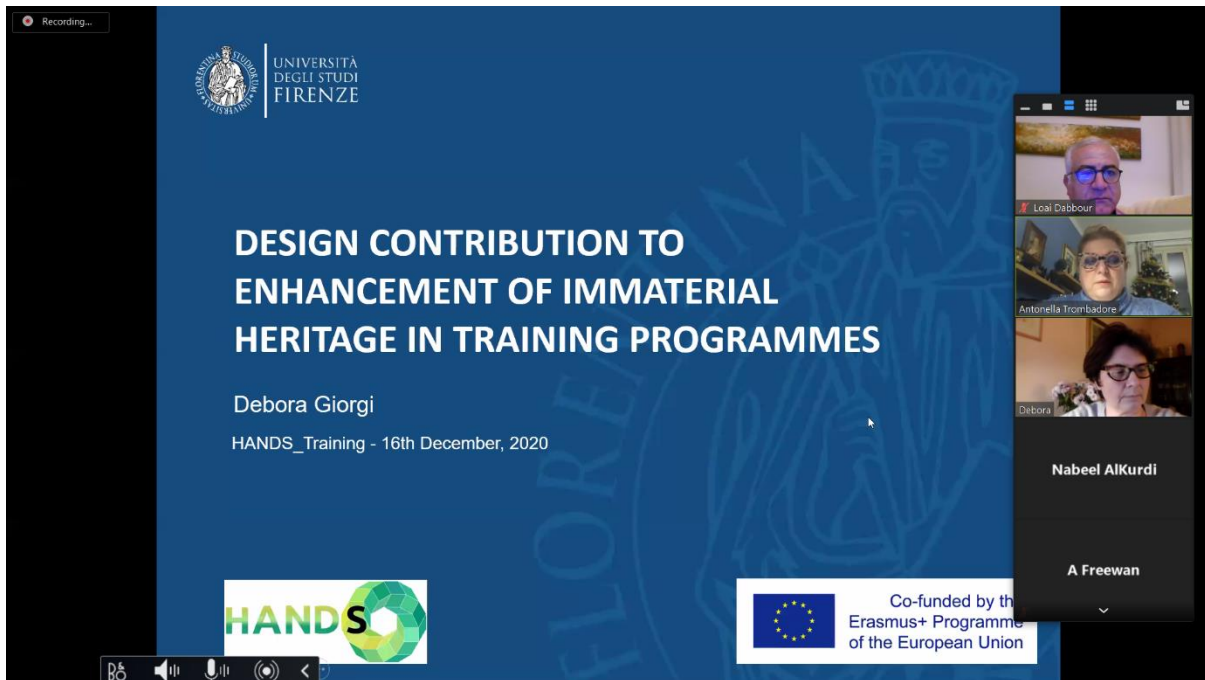 Recording...
UNIVERSITÀ
DEGLI STUDI
FIRENZE
DESIGN CONTRIBUTION TO
ENHANCEMENT OF IMMATERIAL
HERITAGE IN TRAINING PROGRAMMES
Debora Giorgi
HANDS_Training - 16th December, 2020
HANDS
Co-funded by th
Erasmus+ Programme
of the European Union
Loai Dabbour
Antonella Trombadore
Debora
Nabeel AlKurdi
A Freewan
B&O
FLORENTINA